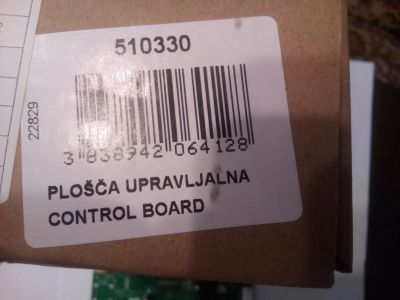 510330
22829
3 838942 064128
PLOŠČA UPRAVLJALNA
CONTROL BOARD